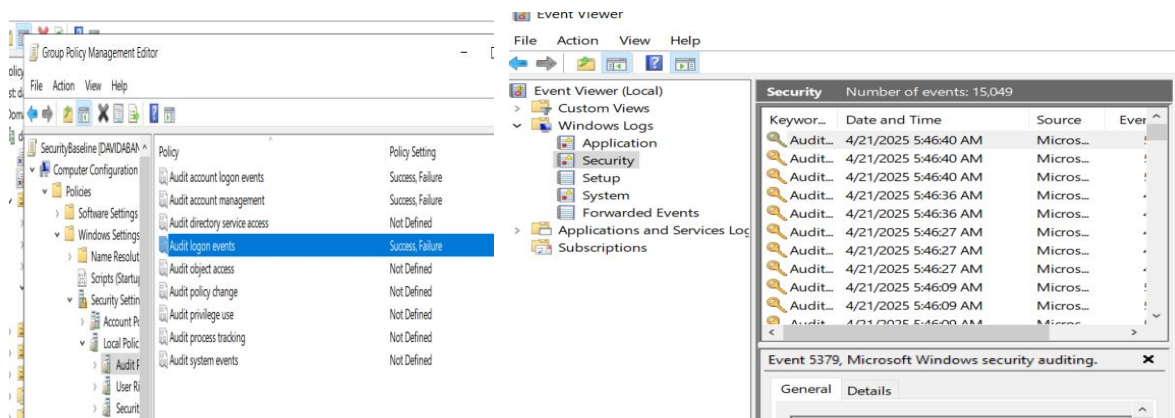 Group Policy Management Editor
File Action View Help
SecurityBaseline [DAVIDABAN
Computer Configuration
Policies
Software Settings
Windows Settings
Name Resolut
Scripts (Startu
Security Settin
Account Po
Local Polic
Audit P
User Ri
Securit
Policy Policy Setting
Audit account logon events Success, Failure
Audit account management Success, Failure
Audit directory service access Not Defined
Audit logon events Success, Failure
Audit object access Not Defined
Audit policy change Not Defined
Audit privilege use Not Defined
Audit process tracking Not Defined
Audit system events Not Defined
Event Viewer
File Action View Help
Event Viewer (Local)
Custom Views
Windows Logs
Application
Security
Setup
System
Forwarded Events
Applications and Services Log
Subscriptions
Security Number of events: 15,049
Keywor... Date and Time Source Ever
Audit... 4/21/2025 5:46:40 AM Micros...
Audit... 4/21/2025 5:46:40 AM Micros...
Audit... 4/21/2025 5:46:40 AM Micros...
Audit... 4/21/2025 5:46:36 AM Micros...
Audit... 4/21/2025 5:46:36 AM Micros...
Audit... 4/21/2025 5:46:27 AM Micros...
Audit... 4/21/2025 5:46:27 AM Micros...
Audit... 4/21/2025 5:46:27 AM Micros...
Audit... 4/21/2025 5:46:09 AM Micros...
Audit... 4/21/2025 5:46:09 AM Micros...
Audit... 4/21/2025 5:46:09 AM Micros...
Event 5379, Microsoft Windows security auditing.
General Details